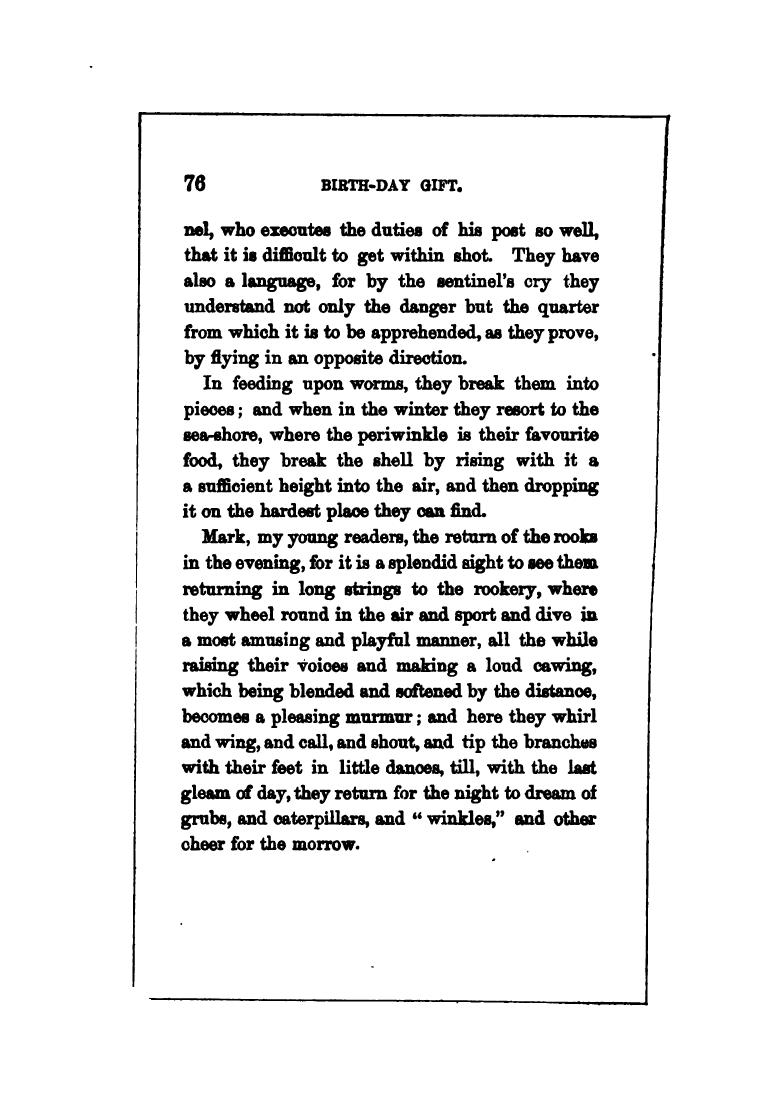 76 BIRTH-DAY GIFT.
nel, who executes the duties of his post so well,
that it is difficult to get within shot. They have
also a language, for by the sentinel's cry they
understand not only the danger but the quarter
from which it is to be apprehended, as they prove,
by flying in an opposite direction.
In feeding upon worms, they break them into
pieces; and when in the winter they resort to the
sea-shore, where the periwinkle is their favourite
food, they break the shell by rising with it a
a sufficient height into the air, and then dropping
it on the hardest place they can find.
Mark, my young readers, the return of the rooks
in the evening, for it is a splendid sight to see them
returning in long strings to the rookery, where
they wheel round in the air and sport and dive in
a most amusing and playful manner, all the while
raising their voices and making a loud cawing,
which being blended and softened by the distance,
becomes a pleasing murmur; and here they whirl
and wing, and call, and shout, and tip the branches
with their feet in little dances, till, with the last
gleam of day, they return for the night to dream of
grubs, and caterpillars, and “ winkles,” and other
cheer for the morrow.